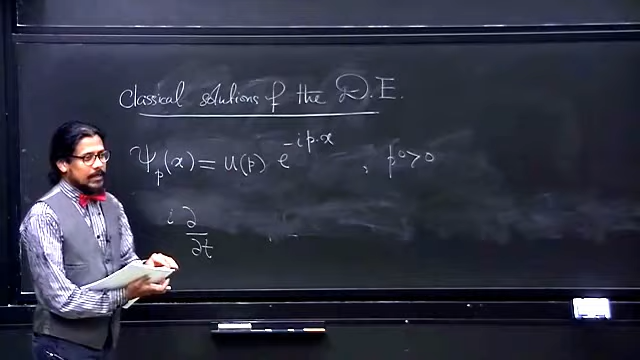 Classical solutions of the D.E.
Ψ_p(x) = u(p) e^{-ip·x} , p⁰>0
i ∂/∂t